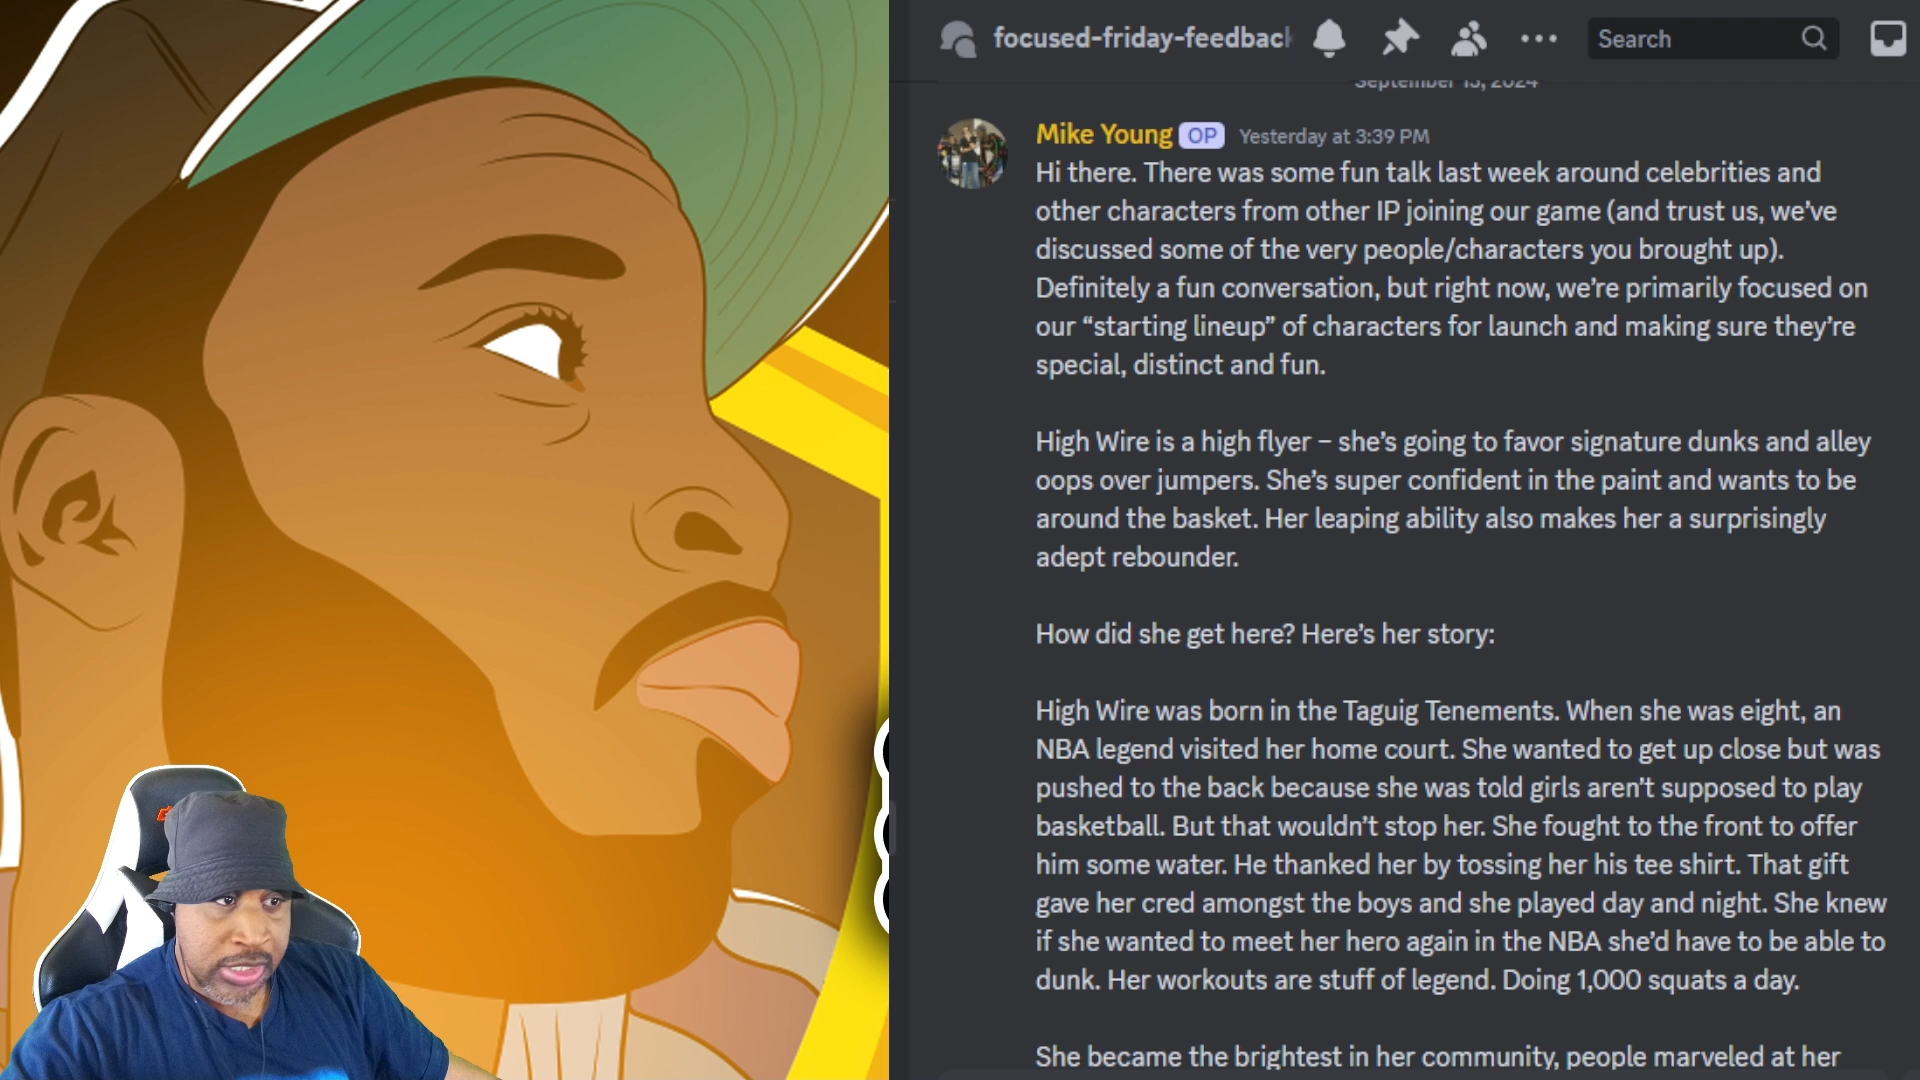 focused-friday-feedback
Search
September 13, 2024
Mike Young OP Yesterday at 3:39 PM
Hi there. There was some fun talk last week around celebrities and
other characters from other IP joining our game (and trust us, we’ve
discussed some of the very people/characters you brought up).
Definitely a fun conversation, but right now, we’re primarily focused on
our “starting lineup” of characters for launch and making sure they’re
special, distinct and fun.
High Wire is a high flyer – she’s going to favor signature dunks and alley
oops over jumpers. She’s super confident in the paint and wants to be
around the basket. Her leaping ability also makes her a surprisingly
adept rebounder.
How did she get here? Here’s her story:
High Wire was born in the Taguig Tenements. When she was eight, an
NBA legend visited her home court. She wanted to get up close but was
pushed to the back because she was told girls aren’t supposed to play
basketball. But that wouldn’t stop her. She fought to the front to offer
him some water. He thanked her by tossing her his tee shirt. That gift
gave her cred amongst the boys and she played day and night. She knew
if she wanted to meet her hero again in the NBA she’d have to be able to
dunk. Her workouts are stuff of legend. Doing 1,000 squats a day.
She became the brightest in her community, people marveled at her